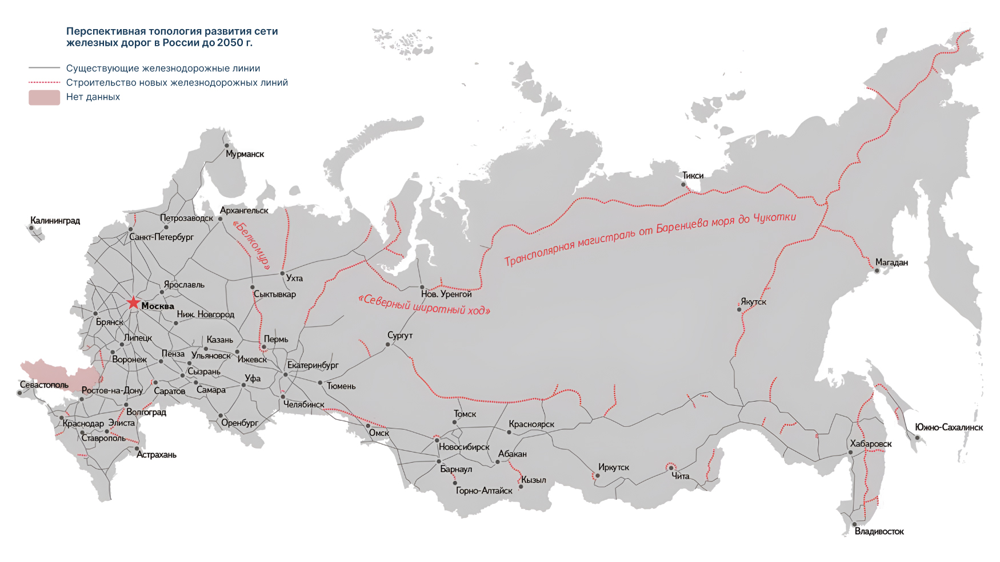 Перспективная топология развития сети
железных дорог в России до 2050 г.
Существующие железнодорожные линии
Строительство новых железнодорожных линий
Нет данных
Мурманск
Тикси
Калининград
Петрозаводск
Архангельск
Санкт-Петербург
«Белкомур»
Трансполярная магистраль от Баренцева моря до Чукотки
Магадан
Ухта
Ярославль
Сыктывкар
Нов. Уренгой
«Северный широтный ход»
Якутск
Москва
Ниж. Новгород
Брянск
Липецк
Казань
Пермь
Сургут
Воронеж
Пенза
Ульяновск
Ижевск
Екатеринбург
Сызрань
Уфа
Севастополь
Ростов-на-Дону
Саратов
Самара
Тюмень
Челябинск
Волгоград
Томск
Краснодар
Элиста
Оренбург
Омск
Красноярск
Южно-Сахалинск
Ставрополь
Новосибирск
Хабаровск
Астрахань
Абакан
Барнаул
Иркутск
Чита
Горно-Алтайск
Кызыл
Владивосток